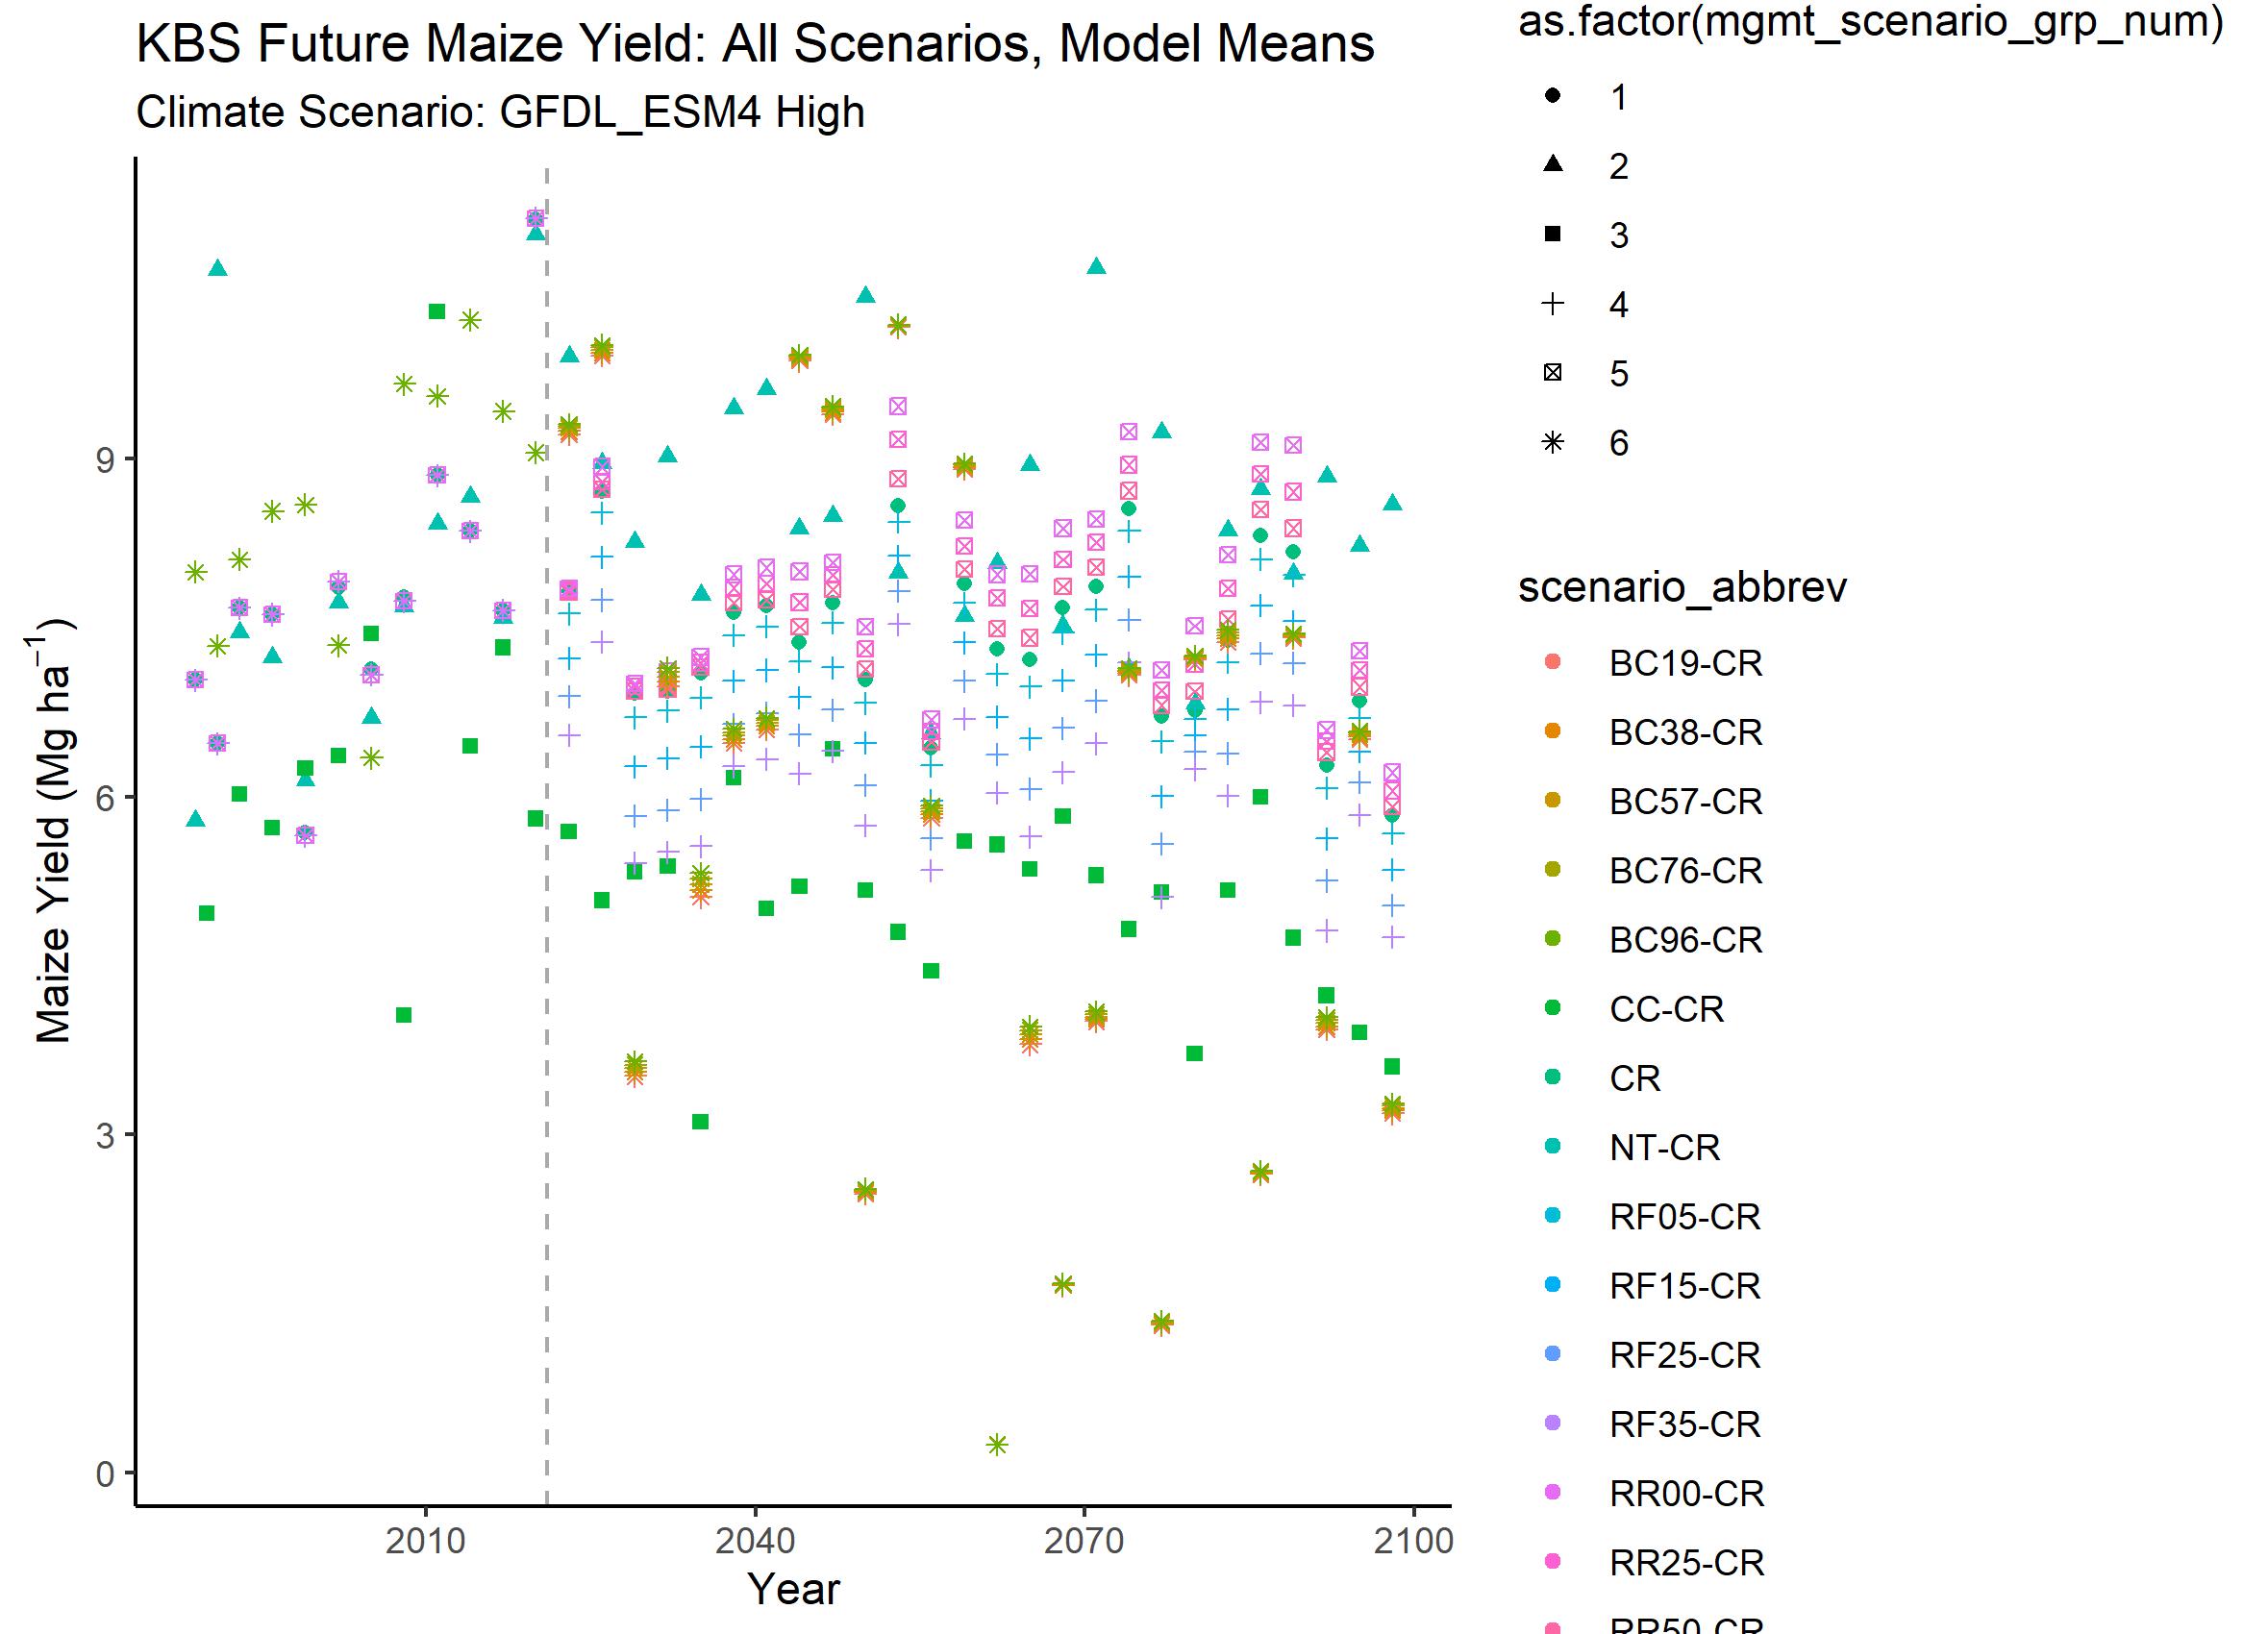 KBS Future Maize Yield: All Scenarios, Model Means
Climate Scenario: GFDL_ESM4 High
Maize Yield (Mg ha⁻¹)
9
6
3
0
2010
2040
2070
2100
Year
as.factor(mgmt_scenario_grp_num)
1
2
3
4
5
6
scenario_abbrev
BC19-CR
BC38-CR
BC57-CR
BC76-CR
BC96-CR
CC-CR
CR
NT-CR
RF05-CR
RF15-CR
RF25-CR
RF35-CR
RR00-CR
RR25-CR
RR50-CR